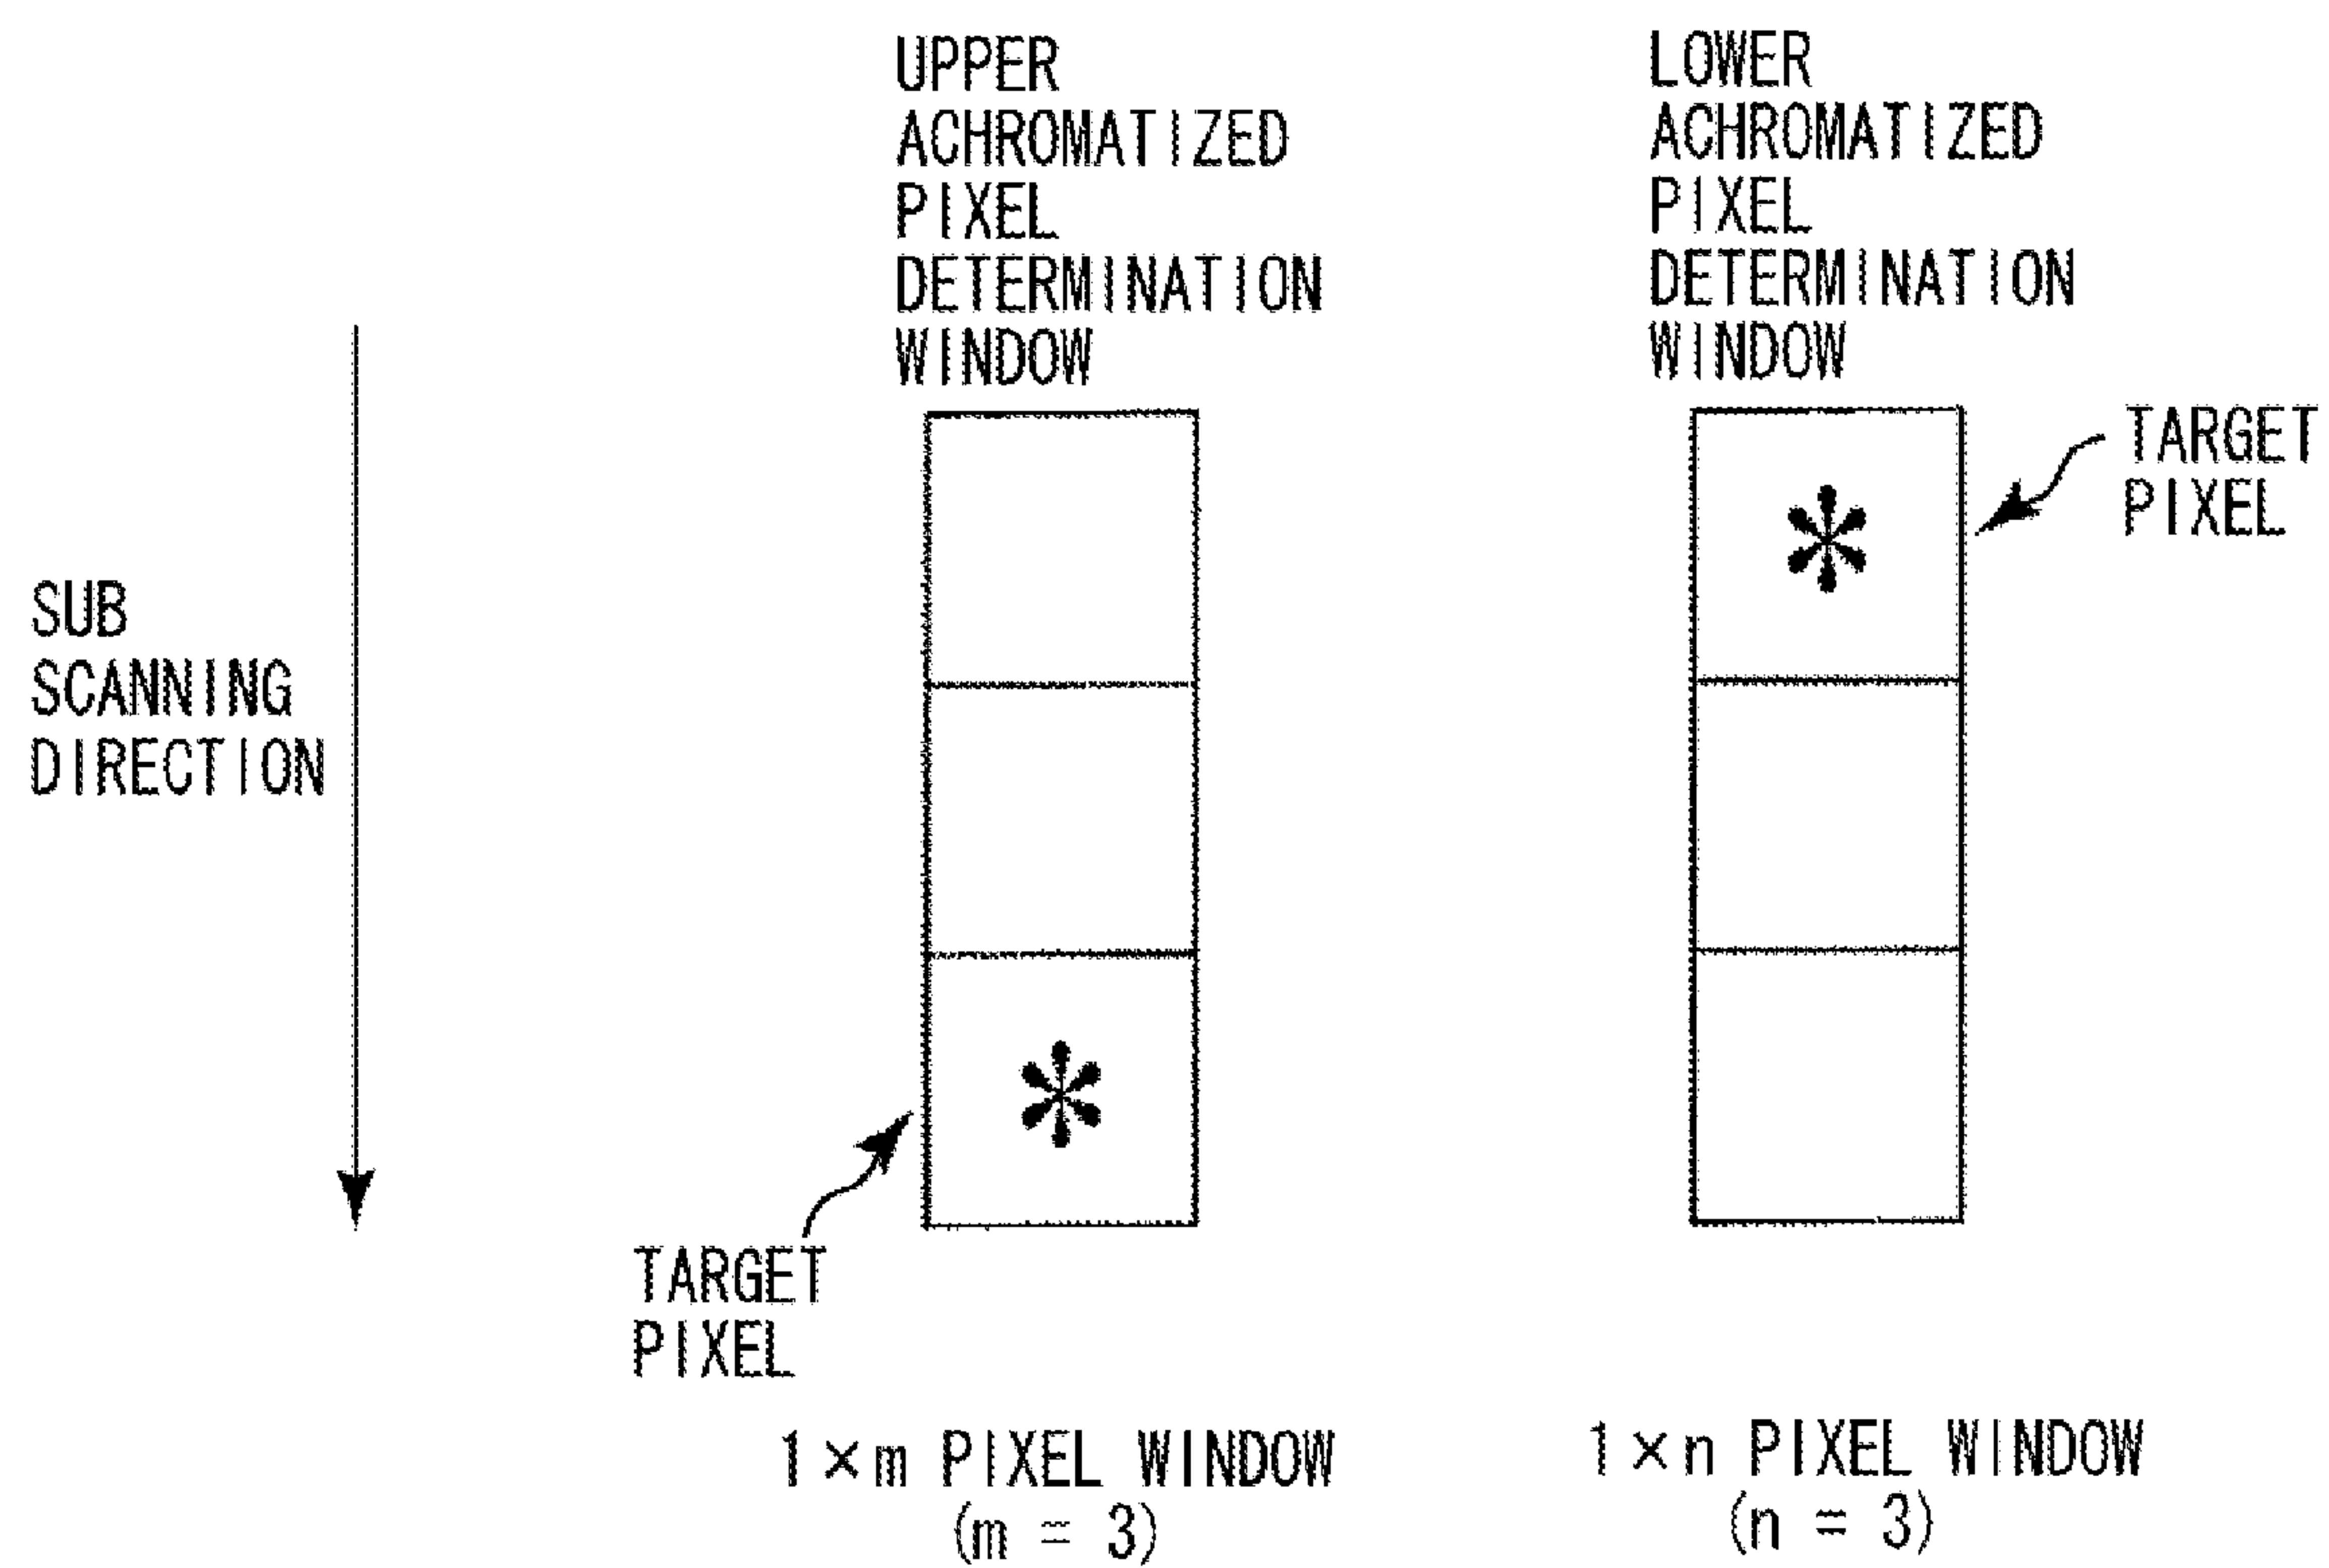 UPPER
ACHROMATIZED
PIXEL
DETERMINATION
WINDOW
LOWER
ACHROMATIZED
PIXEL
DETERMINATION
WINDOW
TARGET
PIXEL
*
SUB
SCANNING
DIRECTION
*
TARGET
PIXEL
1×m PIXEL WINDOW
(m = 3)
1×n PIXEL WINDOW
(n = 3)